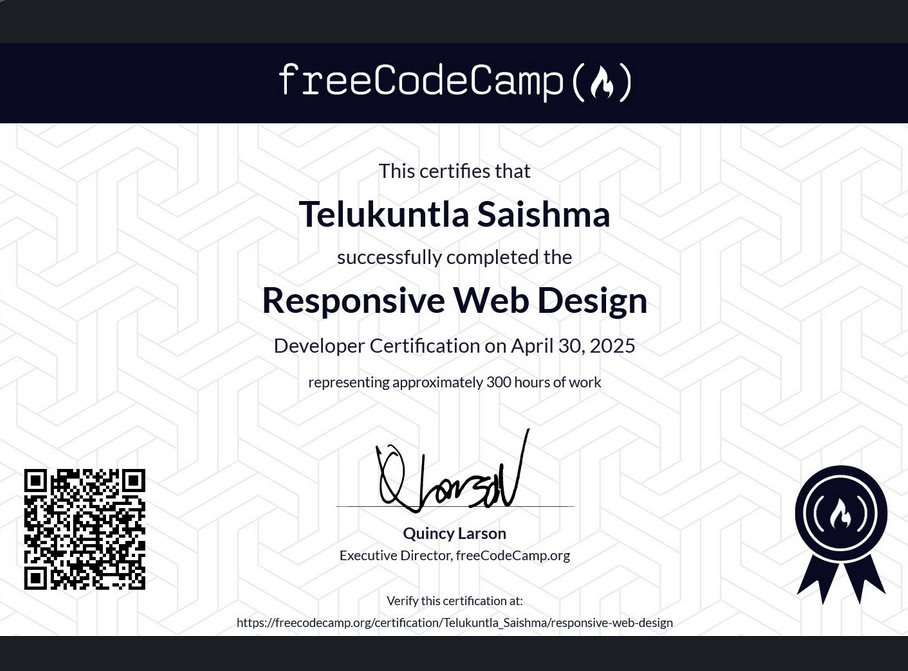 freeCodeCamp
This certifies that
Telukuntla Saishma
successfully completed the
Responsive Web Design
Developer Certification on April 30, 2025
representing approximately 300 hours of work
Quincy Larson
Executive Director, freeCodeCamp.org
Verify this certification at:
https://freecodecamp.org/certification/Telukuntla_Saishma/responsive-web-design